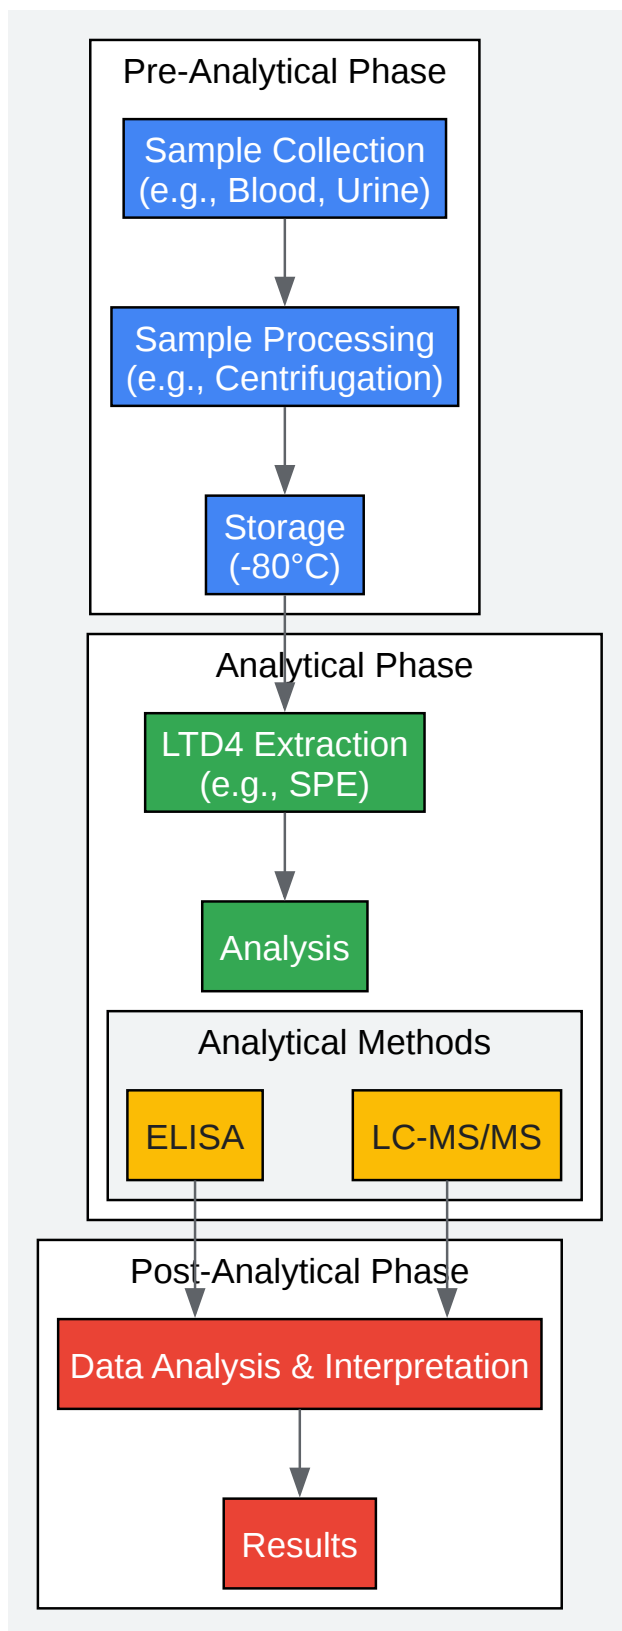 Pre-Analytical Phase
Sample Collection
(e.g., Blood, Urine)
Sample Processing
(e.g., Centrifugation)
Storage
(-80°C)
Analytical Phase
LTD4 Extraction
(e.g., SPE)
Analysis
Analytical Methods
ELISA
LC-MS/MS
Post-Analytical Phase
Data Analysis & Interpretation
Results